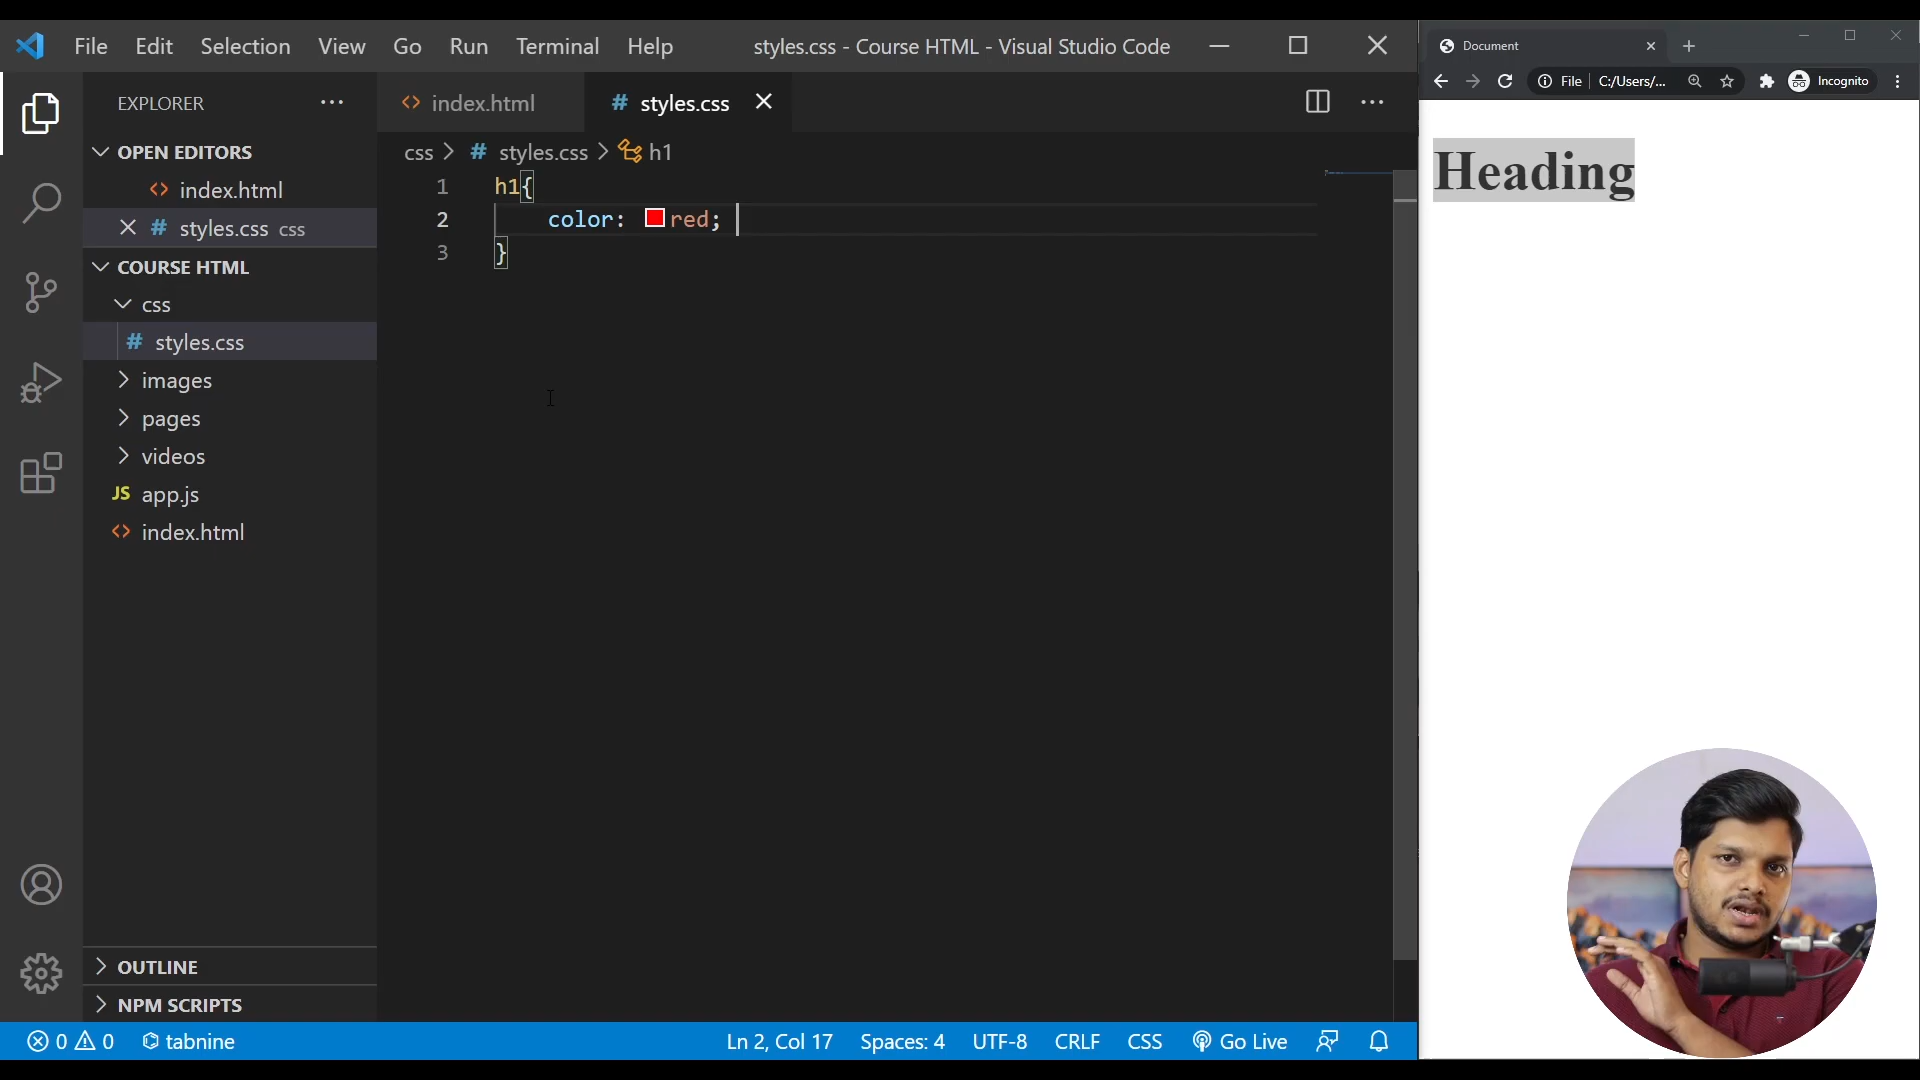 File Edit Selection View Go Run Terminal Help
styles.css - Course HTML - Visual Studio Code
EXPLORER
OPEN EDITORS
<> index.html
# styles.css css
COURSE HTML
css
# styles.css
images
pages
videos
JS app.js
<> index.html
OUTLINE
NPM SCRIPTS
<> index.html
# styles.css
css > # styles.css > h1
1 h1{
2 color: red;
3 }
0 0 tabnine
Ln 2, Col 17 Spaces: 4 UTF-8 CRLF CSS Go Live
Document
File | C:/Users/... Incognito
Heading